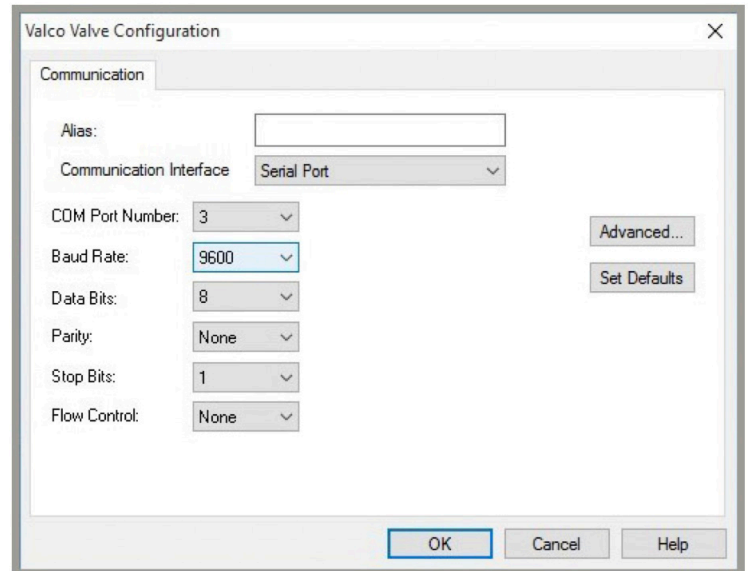 Valco Valve Configuration
Communication
Alias:
Communication Interface Serial Port
COM Port Number: 3
Advanced...
Baud Rate: 9600
Set Defaults
Data Bits: 8
Parity: None
Stop Bits: 1
Flow Control: None
OK Cancel Help